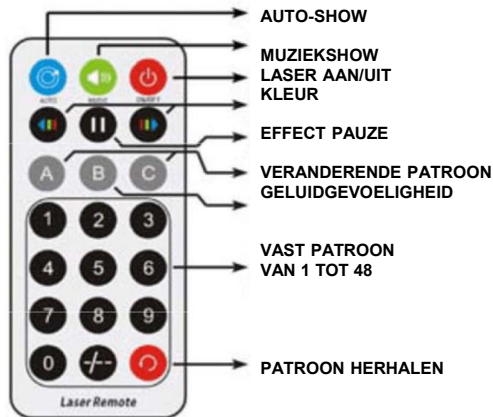 AUTO-SHOW
MUZIEKSHOW
LASER AAN/UIT
KLEUR
EFFECT PAUZE
VERANDERENDE PATROON
GELUIDGEVOELIGHEID
VAST PATROON
VAN 1 TOT 48
PATROON HERHALEN
AUTO MUSIC ON/OFF
A B C
1 2 3
4 5 6
7 8 9
0 -/--
Laser Remote